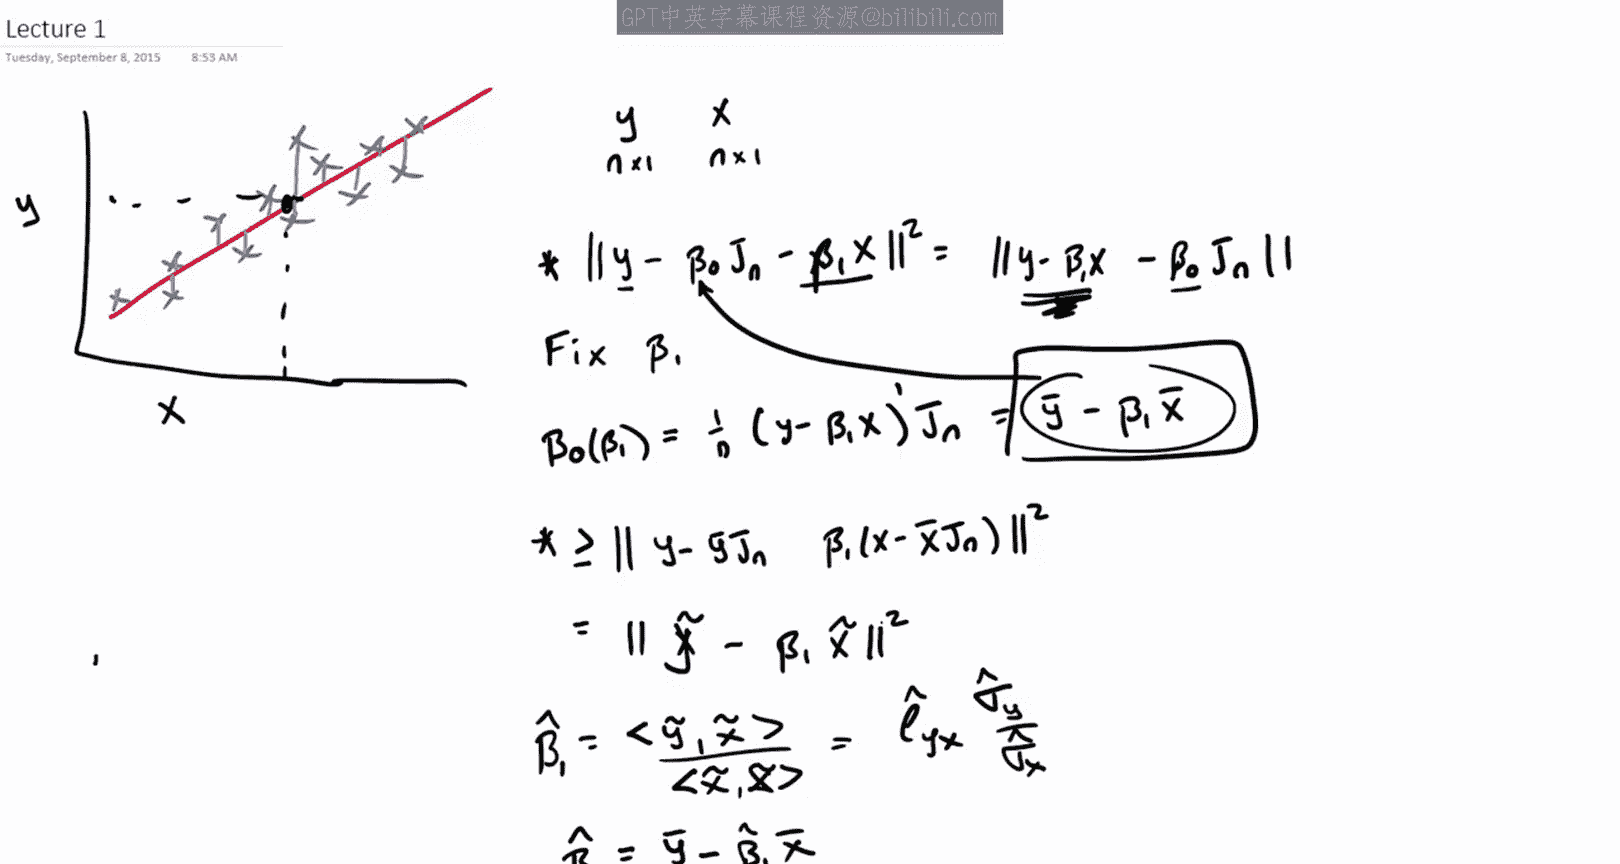 GPT中英字幕课程资源@bilibili.com
Lecture 1
Tuesday, September 8, 2015 8:53 AM
y
x
y x
n×1 n×1
* ||y - β₀Jₙ - β₁x||² = ||y - β₁x - β₀Jₙ||
Fix β₁
β₀(β₁) = 1/n (y - β₁x)' Jₙ = ȳ - β₁x̄
* ≥ || y - ȳJₙ β₁(x - x̄Jₙ)||²
= || ỹ - β₁ x̃ ||²
β̂₁ = <ỹ, x̃> / <x̃, x̃> = ρ̂yx σ̂y / σ̂x
= ȳ - β̂₁ x̄